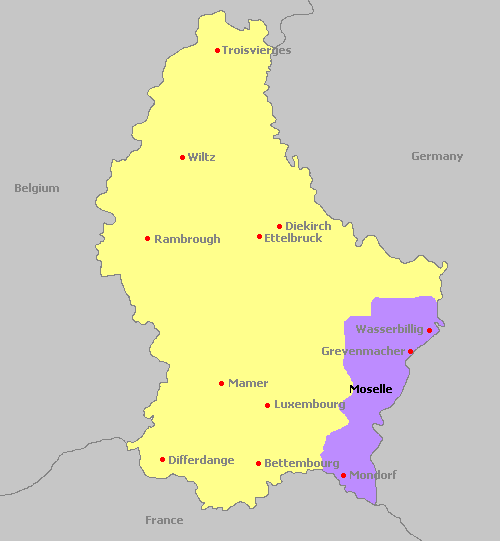 Troisvierges
Wiltz
Germany
Belgium
Diekirch
Rambrough
Ettelbruck
Wasserbillig
Grevenmacher
Mamer
Moselle
Luxembourg
Differdange
Bettembourg
Mondorf
France